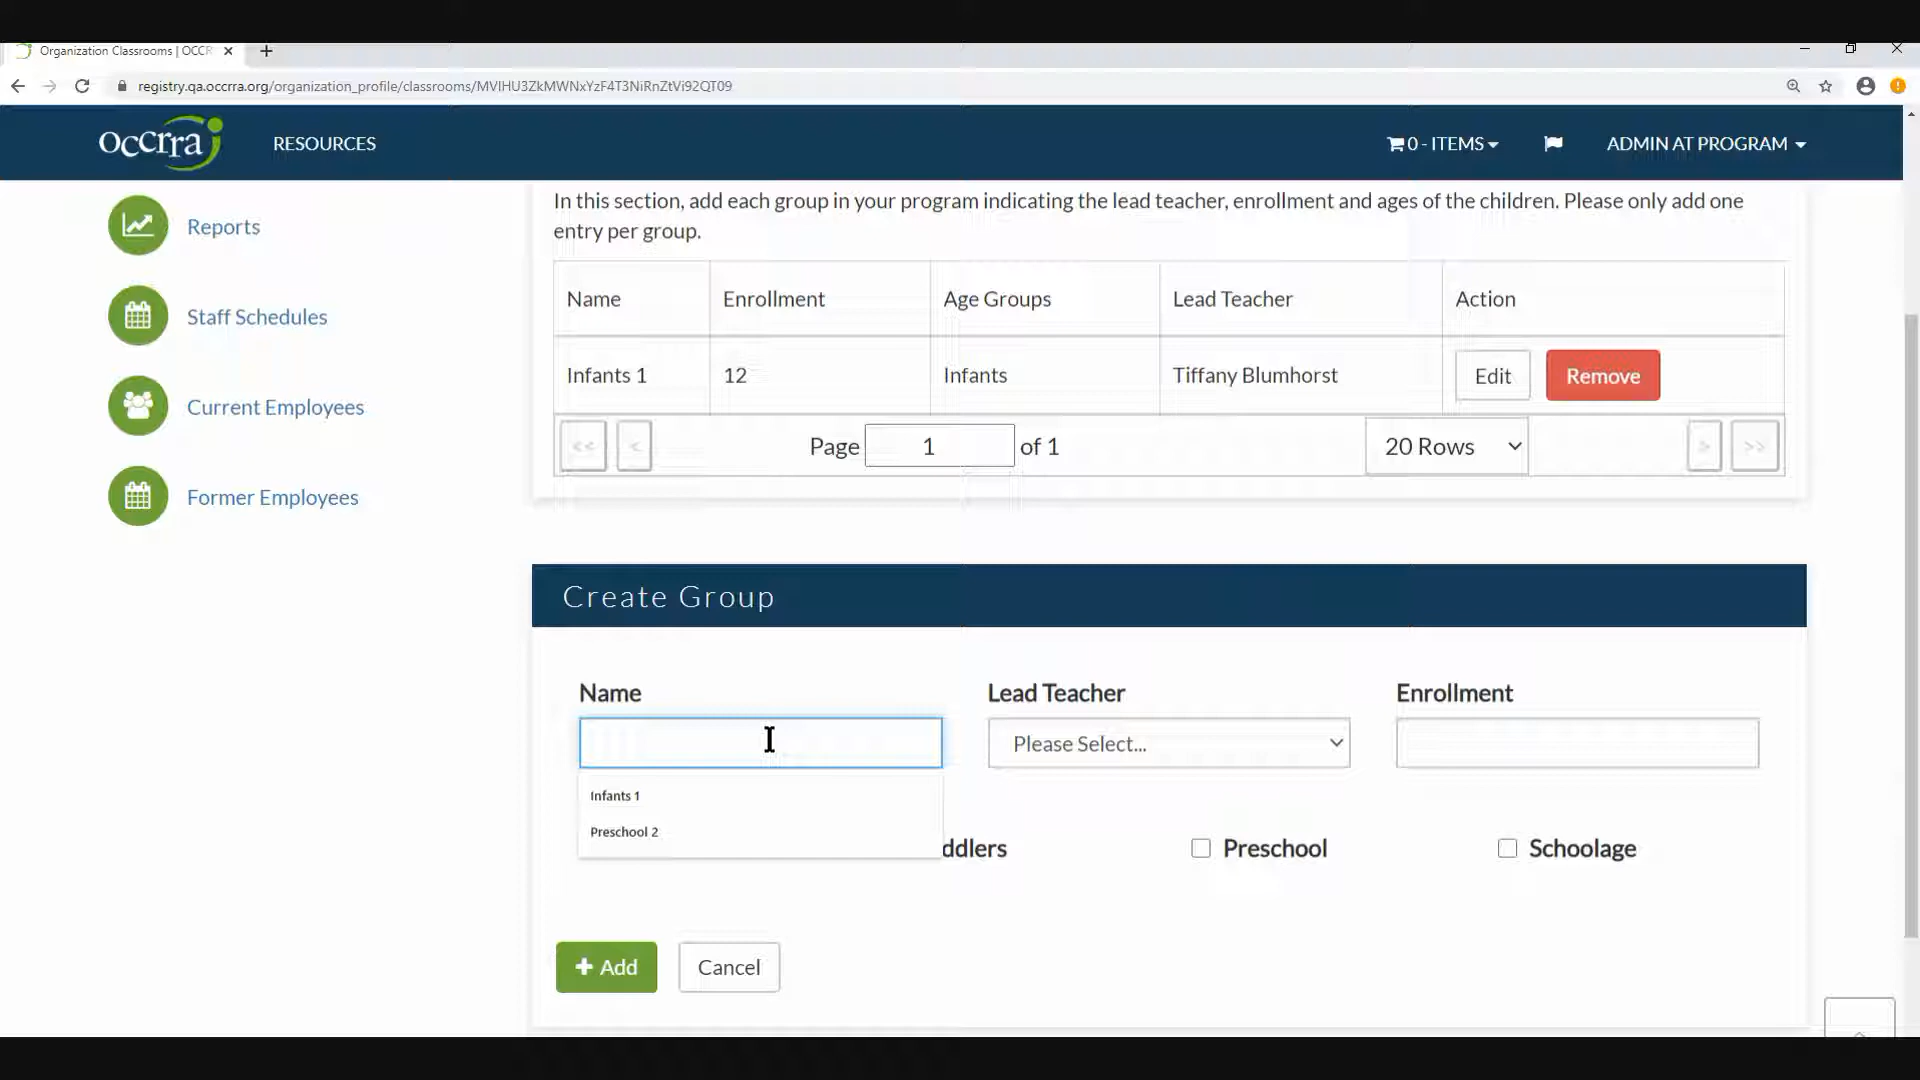 Organization Classrooms | OCCR
registry.qa.occrra.org/organization_profile/classrooms/MVIHU3ZkMWNxYzF4T3NiRnZtVi92QT09
occrra
RESOURCES
0 - ITEMS
ADMIN AT PROGRAM
Reports
Staff Schedules
Current Employees
Former Employees
In this section, add each group in your program indicating the lead teacher, enrollment and ages of the children. Please only add one
entry per group.
Name Enrollment Age Groups Lead Teacher Action
Infants 1 12 Infants Tiffany Blumhorst Edit Remove
<< < Page 1 of 1 20 Rows > >>
Create Group
Name Lead Teacher Enrollment
Please Select...
Infants 1
Preschool 2
ddlers Preschool Schoolage
+ Add Cancel